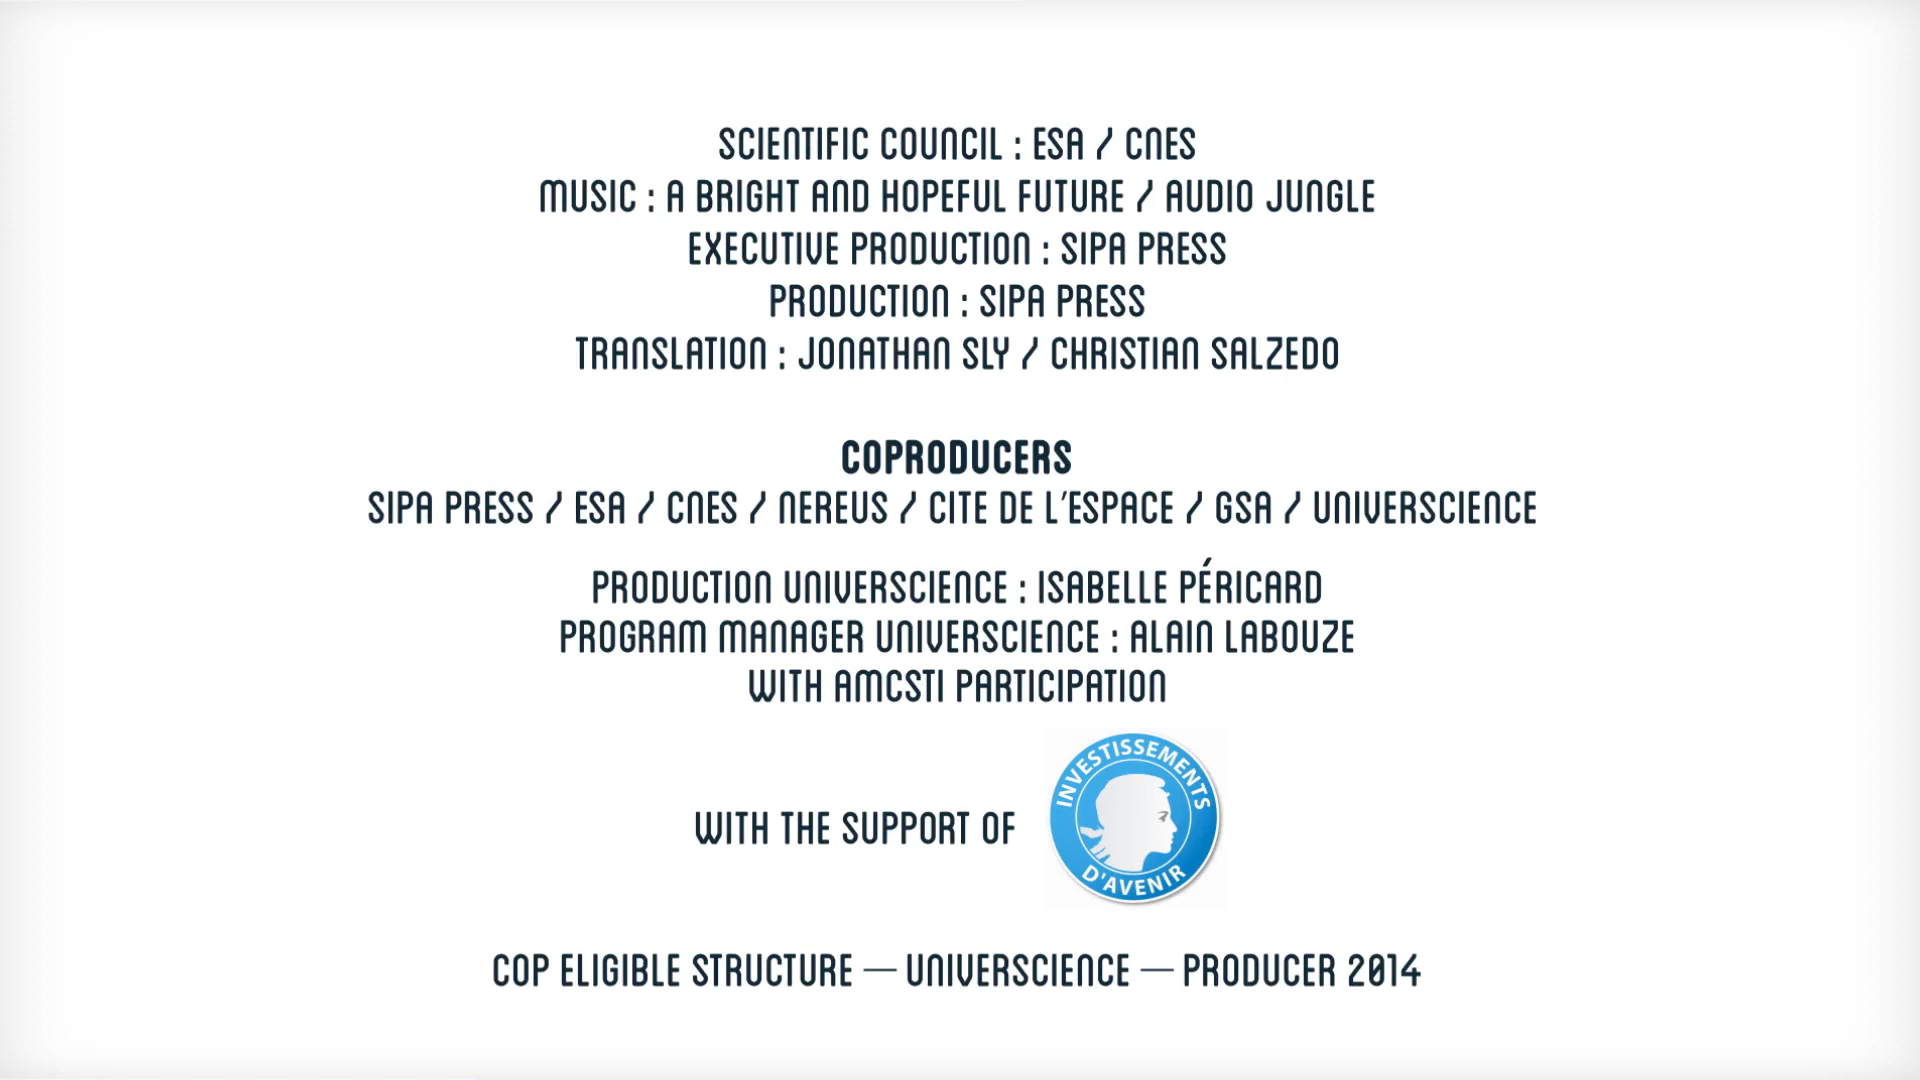 SCIENTIFIC COUNCIL : ESA / CNES
MUSIC : A BRIGHT AND HOPEFUL FUTURE / AUDIO JUNGLE
EXECUTIVE PRODUCTION : SIPA PRESS
PRODUCTION : SIPA PRESS
TRANSLATION : JONATHAN SLY / CHRISTIAN SALZEDO
COPRODUCERS
SIPA PRESS / ESA / CNES / NEREUS / CITE DE L'ESPACE / GSA / UNIVERSCIENCE
PRODUCTION UNIVERSCIENCE : ISABELLE PÉRICARD
PROGRAM MANAGER UNIVERSCIENCE : ALAIN LABOUZE
WITH AMCSTI PARTICIPATION
WITH THE SUPPORT OF
INVESTISSEMENTS
D'AVENIR
COP ELIGIBLE STRUCTURE — UNIVERSCIENCE — PRODUCER 2014